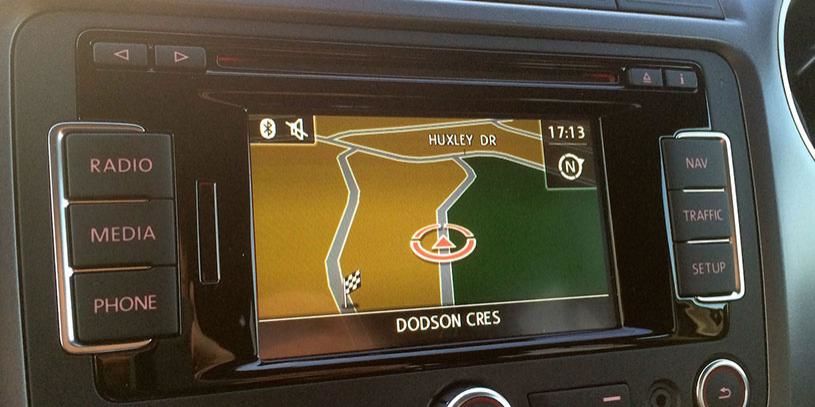 RADIO
MEDIA
PHONE
HUXLEY DR
17:13
N
DODSON CRES
NAV
TRAFFIC
SETUP
i